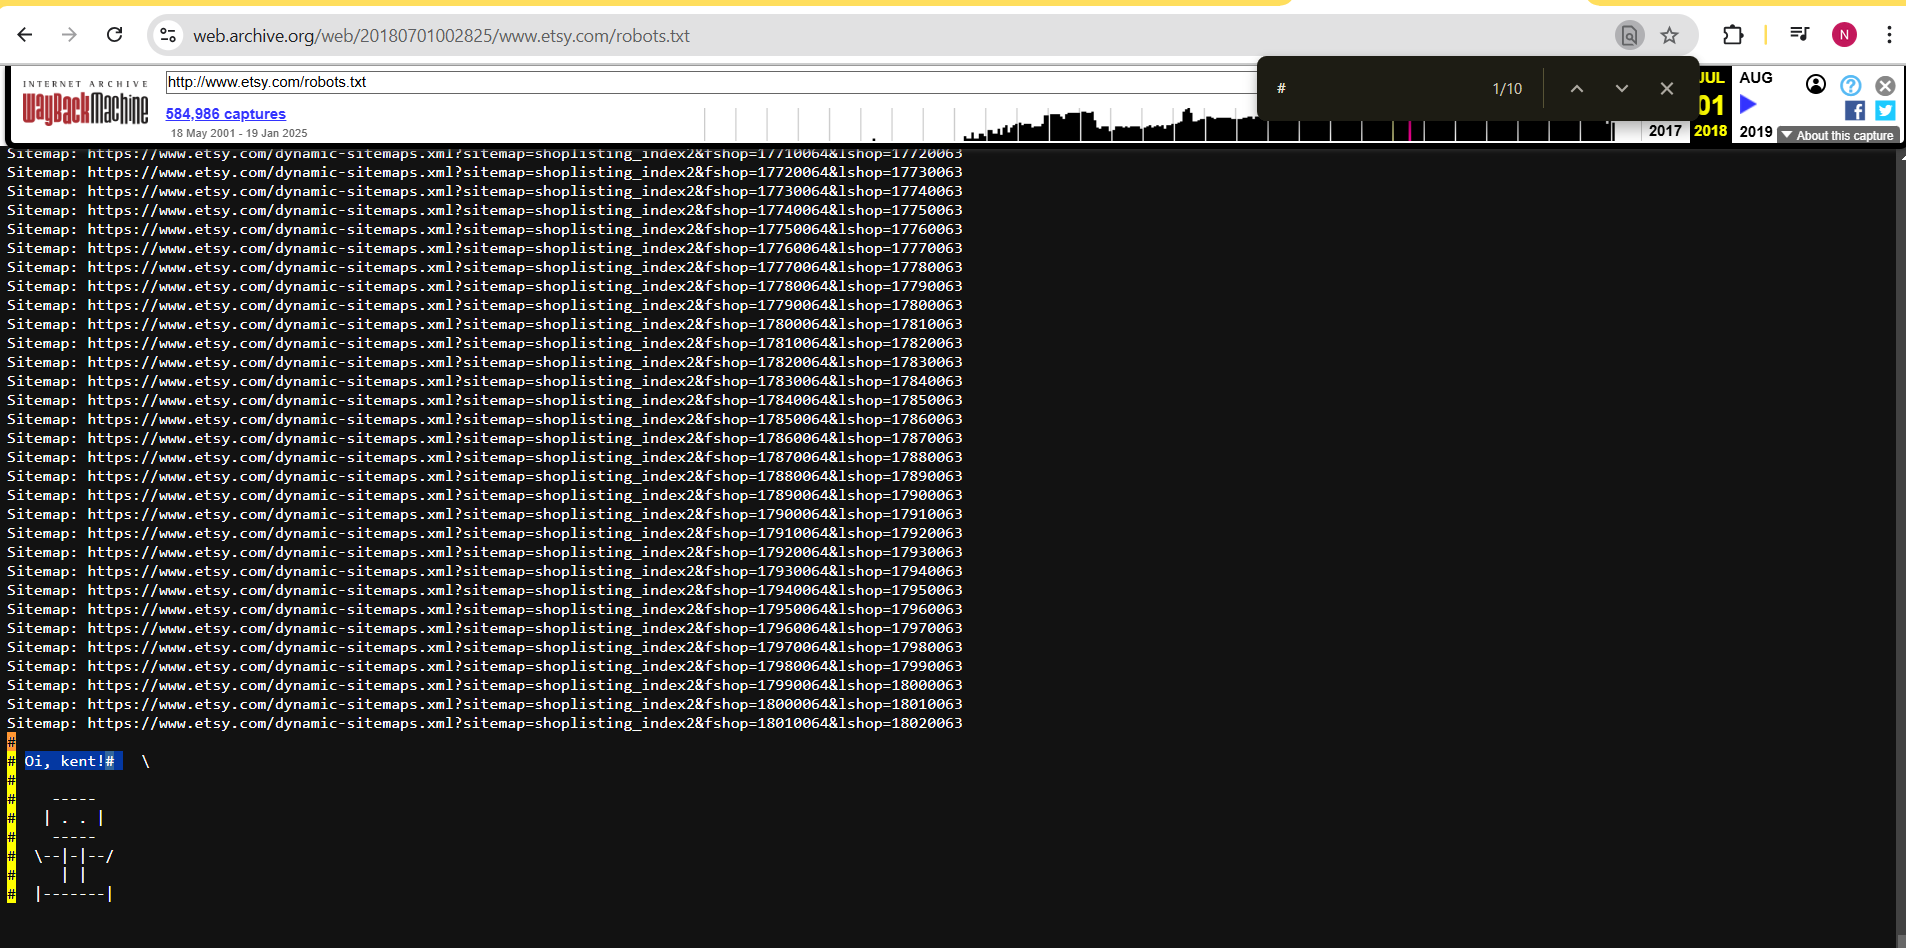 web.archive.org/web/20180701002825/www.etsy.com/robots.txt
N
INTERNET ARCHIVE
WayBackMachine
http://www.etsy.com/robots.txt
584,986 captures
18 May 2001 - 19 Jan 2025
#
1/10
JUL
AUG
01
2017
2018
2019
About this capture
Sitemap: https://www.etsy.com/dynamic-sitemaps.xml?sitemap=shoplisting_index2&fshop=17710064&lshop=17720063
Sitemap: https://www.etsy.com/dynamic-sitemaps.xml?sitemap=shoplisting_index2&fshop=17720064&lshop=17730063
Sitemap: https://www.etsy.com/dynamic-sitemaps.xml?sitemap=shoplisting_index2&fshop=17730064&lshop=17740063
Sitemap: https://www.etsy.com/dynamic-sitemaps.xml?sitemap=shoplisting_index2&fshop=17740064&lshop=17750063
Sitemap: https://www.etsy.com/dynamic-sitemaps.xml?sitemap=shoplisting_index2&fshop=17750064&lshop=17760063
Sitemap: https://www.etsy.com/dynamic-sitemaps.xml?sitemap=shoplisting_index2&fshop=17760064&lshop=17770063
Sitemap: https://www.etsy.com/dynamic-sitemaps.xml?sitemap=shoplisting_index2&fshop=17770064&lshop=17780063
Sitemap: https://www.etsy.com/dynamic-sitemaps.xml?sitemap=shoplisting_index2&fshop=17780064&lshop=17790063
Sitemap: https://www.etsy.com/dynamic-sitemaps.xml?sitemap=shoplisting_index2&fshop=17790064&lshop=17800063
Sitemap: https://www.etsy.com/dynamic-sitemaps.xml?sitemap=shoplisting_index2&fshop=17800064&lshop=17810063
Sitemap: https://www.etsy.com/dynamic-sitemaps.xml?sitemap=shoplisting_index2&fshop=17810064&lshop=17820063
Sitemap: https://www.etsy.com/dynamic-sitemaps.xml?sitemap=shoplisting_index2&fshop=17820064&lshop=17830063
Sitemap: https://www.etsy.com/dynamic-sitemaps.xml?sitemap=shoplisting_index2&fshop=17830064&lshop=17840063
Sitemap: https://www.etsy.com/dynamic-sitemaps.xml?sitemap=shoplisting_index2&fshop=17840064&lshop=17850063
Sitemap: https://www.etsy.com/dynamic-sitemaps.xml?sitemap=shoplisting_index2&fshop=17850064&lshop=17860063
Sitemap: https://www.etsy.com/dynamic-sitemaps.xml?sitemap=shoplisting_index2&fshop=17860064&lshop=17870063
Sitemap: https://www.etsy.com/dynamic-sitemaps.xml?sitemap=shoplisting_index2&fshop=17870064&lshop=17880063
Sitemap: https://www.etsy.com/dynamic-sitemaps.xml?sitemap=shoplisting_index2&fshop=17880064&lshop=17890063
Sitemap: https://www.etsy.com/dynamic-sitemaps.xml?sitemap=shoplisting_index2&fshop=17890064&lshop=17900063
Sitemap: https://www.etsy.com/dynamic-sitemaps.xml?sitemap=shoplisting_index2&fshop=17900064&lshop=17910063
Sitemap: https://www.etsy.com/dynamic-sitemaps.xml?sitemap=shoplisting_index2&fshop=17910064&lshop=17920063
Sitemap: https://www.etsy.com/dynamic-sitemaps.xml?sitemap=shoplisting_index2&fshop=17920064&lshop=17930063
Sitemap: https://www.etsy.com/dynamic-sitemaps.xml?sitemap=shoplisting_index2&fshop=17930064&lshop=17940063
Sitemap: https://www.etsy.com/dynamic-sitemaps.xml?sitemap=shoplisting_index2&fshop=17940064&lshop=17950063
Sitemap: https://www.etsy.com/dynamic-sitemaps.xml?sitemap=shoplisting_index2&fshop=17950064&lshop=17960063
Sitemap: https://www.etsy.com/dynamic-sitemaps.xml?sitemap=shoplisting_index2&fshop=17960064&lshop=17970063
Sitemap: https://www.etsy.com/dynamic-sitemaps.xml?sitemap=shoplisting_index2&fshop=17970064&lshop=17980063
Sitemap: https://www.etsy.com/dynamic-sitemaps.xml?sitemap=shoplisting_index2&fshop=17980064&lshop=17990063
Sitemap: https://www.etsy.com/dynamic-sitemaps.xml?sitemap=shoplisting_index2&fshop=17990064&lshop=18000063
Sitemap: https://www.etsy.com/dynamic-sitemaps.xml?sitemap=shoplisting_index2&fshop=18000064&lshop=18010063
Sitemap: https://www.etsy.com/dynamic-sitemaps.xml?sitemap=shoplisting_index2&fshop=18010064&lshop=18020063
#
# Oi, kent!#   \
#
#    -----
#   | . . |
#    -----
#  \--|-|--/
#     | |
#  |-------|